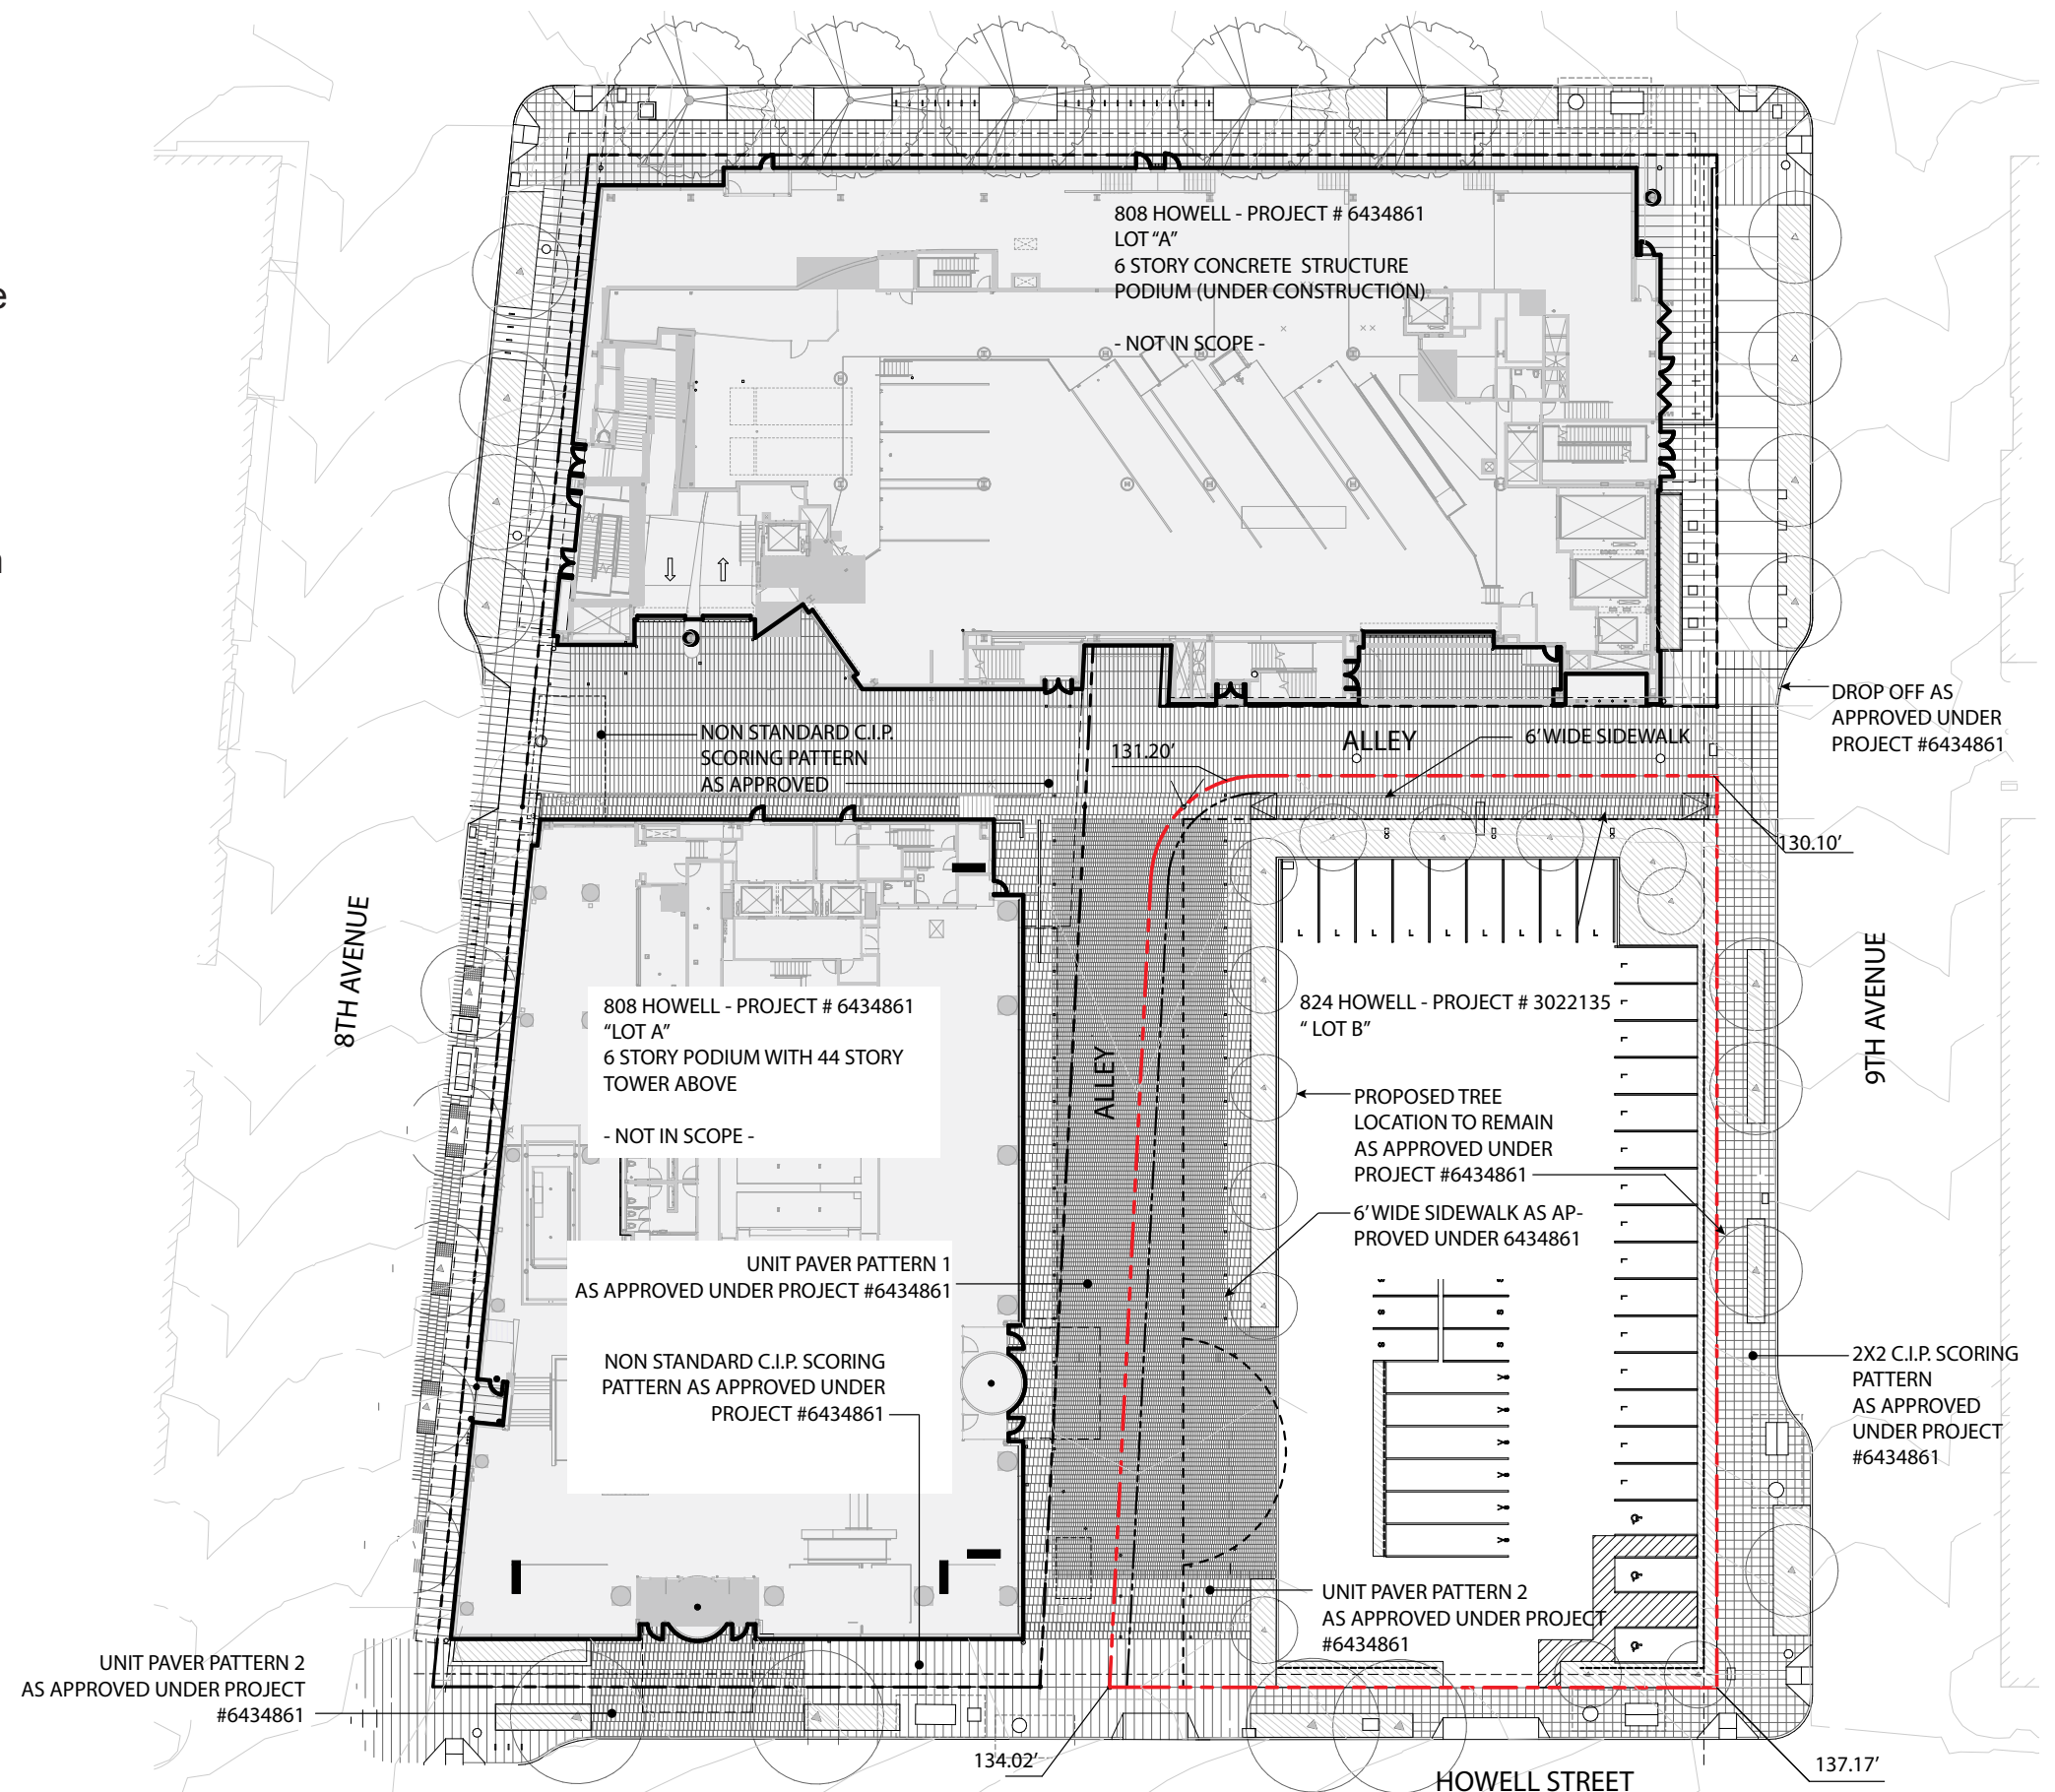 808 HOWELL - PROJECT # 6434861
LOT "A"
6 STORY CONCRETE STRUCTURE
PODIUM (UNDER CONSTRUCTION)
- NOT IN SCOPE -
DROP OFF AS
APPROVED UNDER
PROJECT #6434861
NON STANDARD C.I.P.
SCORING PATTERN
AS APPROVED
ALLEY
6' WIDE SIDEWALK
131.20'
130.10'
8TH AVENUE
9TH AVENUE
808 HOWELL - PROJECT # 6434861
"LOT A"
6 STORY PODIUM WITH 44 STORY
TOWER ABOVE
- NOT IN SCOPE -
ALLEY
824 HOWELL - PROJECT # 3022135
" LOT B"
PROPOSED TREE
LOCATION TO REMAIN
AS APPROVED UNDER
PROJECT #6434861
6' WIDE SIDEWALK AS AP-
PROVED UNDER 6434861
UNIT PAVER PATTERN 1
AS APPROVED UNDER PROJECT #6434861
NON STANDARD C.I.P. SCORING
PATTERN AS APPROVED UNDER
PROJECT #6434861
2X2 C.I.P. SCORING
PATTERN
AS APPROVED
UNDER PROJECT
#6434861
UNIT PAVER PATTERN 2
AS APPROVED UNDER PROJECT
#6434861
UNIT PAVER PATTERN 2
AS APPROVED UNDER PROJECT
#6434861
134.02'
137.17'
HOWELL STREET